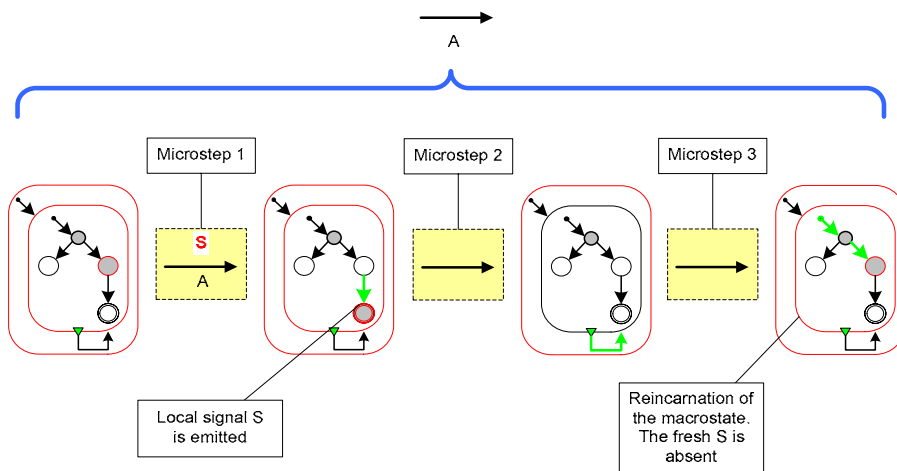 A
Microstep 1
Microstep 2
Microstep 3
S
A
Local signal S
is emitted
Reincarnation of
the macrostate.
The fresh S is
absent